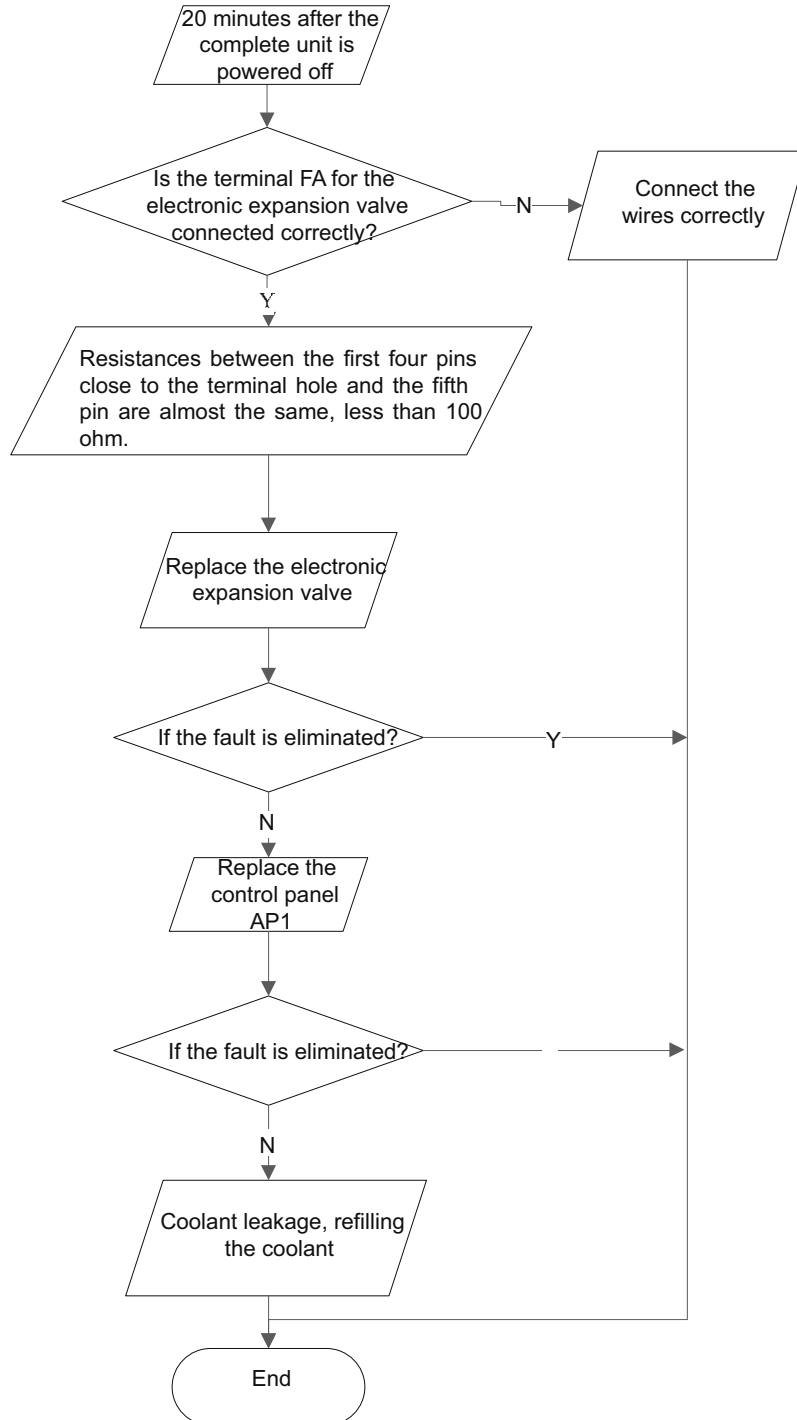 20 minutes after the
complete unit is
powered off
Is the terminal FA for the
electronic expansion valve
connected correctly?
N
Connect the
wires correctly
Y
Resistances between the first four pins
close to the terminal hole and the fifth
pin are almost the same, less than 100
ohm.
Replace the electronic
expansion valve
If the fault is eliminated?
Y
N
Replace the
control panel
AP1
If the fault is eliminated?
N
Coolant leakage, refilling
the coolant
End